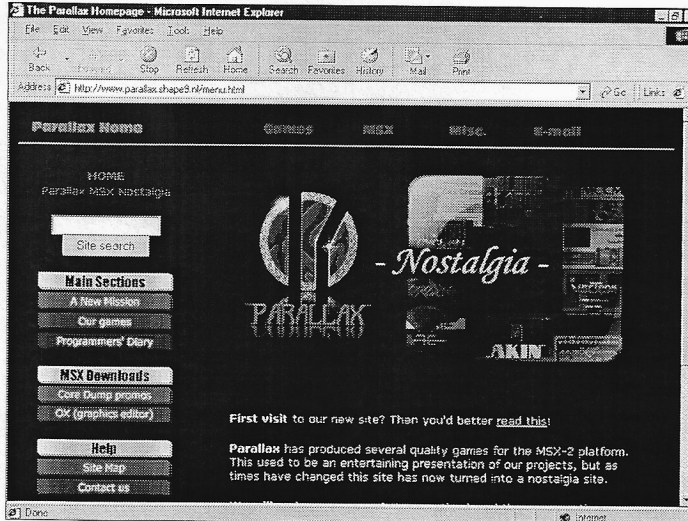 The Parallax Homepage - Microsoft Internet Explorer
File Edit View Favorites Tools Help
Back Stop Refresh Home Search Favorites History Mail Print
Address http://www.parallax.shape9.nl/menu.html Go Links
Parallax Home Games MSX Misc. E-mail
HOME
Parallax MSX Nostalgia
Site search
- Nostalgia -
PARALLAX
AKIN
Main Sections
A New Mission
Our games
Programmers' Diary
MSX Downloads
Core Dump promos
OX (graphics editor)
Help
Site Map
Contact us
First visit to our new site? Then you'd better read this!
Parallax has produced several quality games for the MSX-2 platform.
This used to be an entertaining presentation of our projects, but as
times have changed this site has now turned into a nostalgia site.
Done Internet